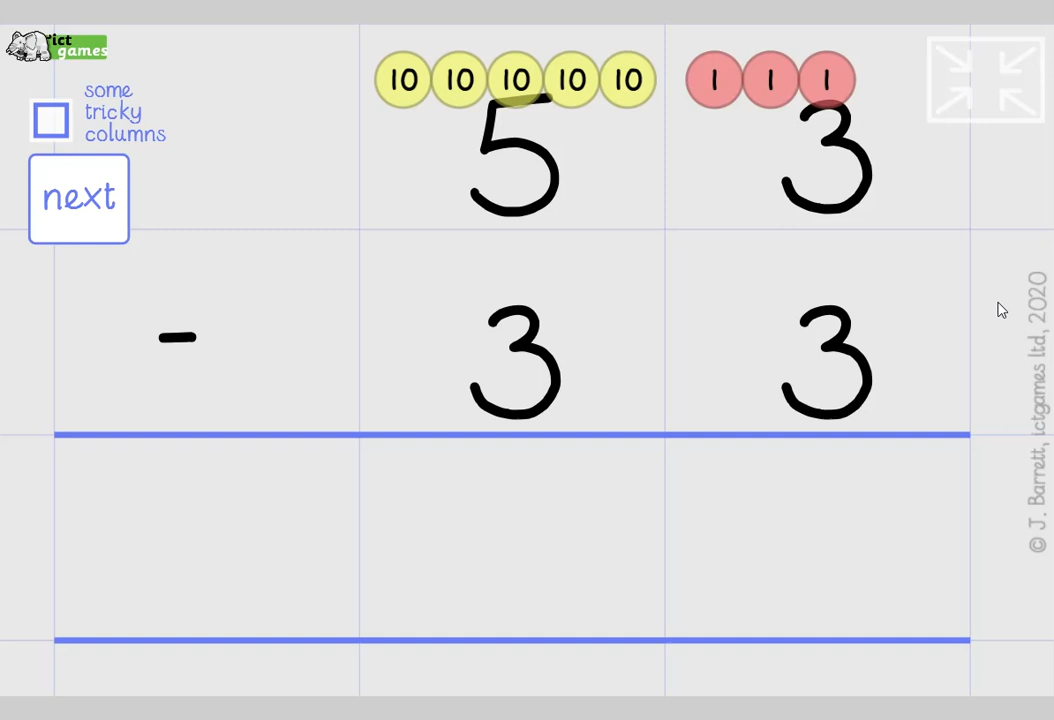 ict
games
some
tricky
columns
next
10 10 10 10 10 1 1 1
5 3
- 3 3
© J. Barrett, ictgames ltd, 2020